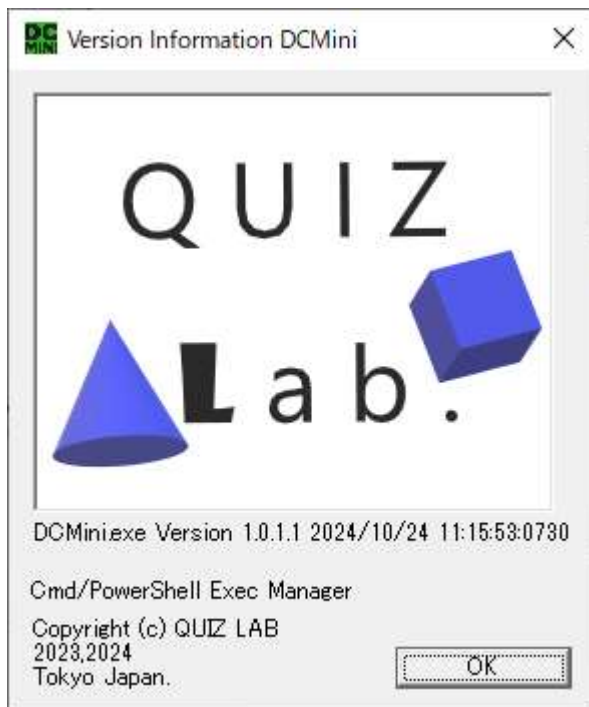 DC
MINI
Version Information DCMini
QUIZ
Lab.
DCMini.exe Version 1.0.1.1 2024/10/24 11:15:53:0730
Cmd/PowerShell Exec Manager
Copyright (c) QUIZ LAB
2023,2024
Tokyo Japan.
OK